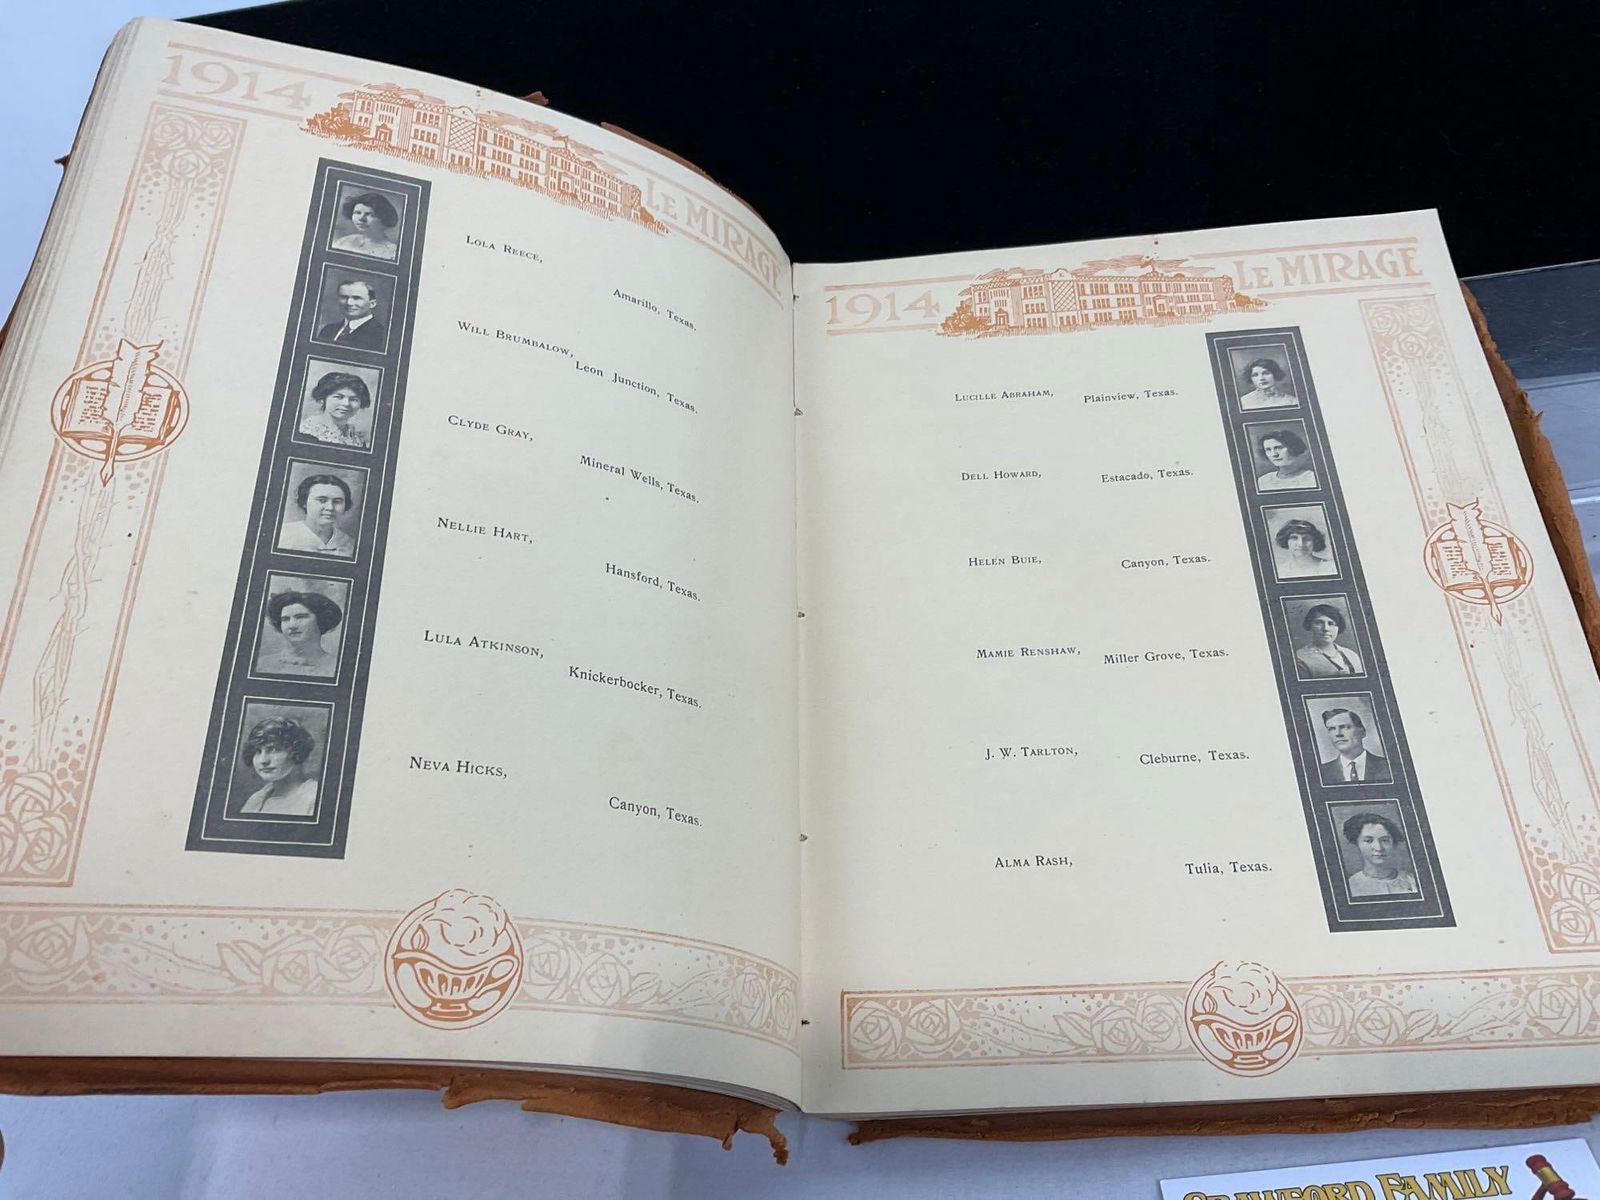 1914
LE MIRAGE
LOLA REECE,
Amarillo, Texas.
WILL BRUMBALOW,
Leon Junction, Texas.
CLYDE GRAY,
Mineral Wells, Texas.
NELLIE HART,
Hansford, Texas.
LULA ATKINSON,
Knickerbocker, Texas.
NEVA HICKS,
Canyon, Texas.
1914
LE MIRAGE
LUCILLE ABRAHAM, Plainview, Texas.
DELL HOWARD, Estacado, Texas.
HELEN BUIE, Canyon, Texas.
MAMIE RENSHAW, Miller Grove, Texas.
J. W. TARLTON, Cleburne, Texas.
ALMA RASH, Tulia, Texas.
CRAWFORD FAMILY